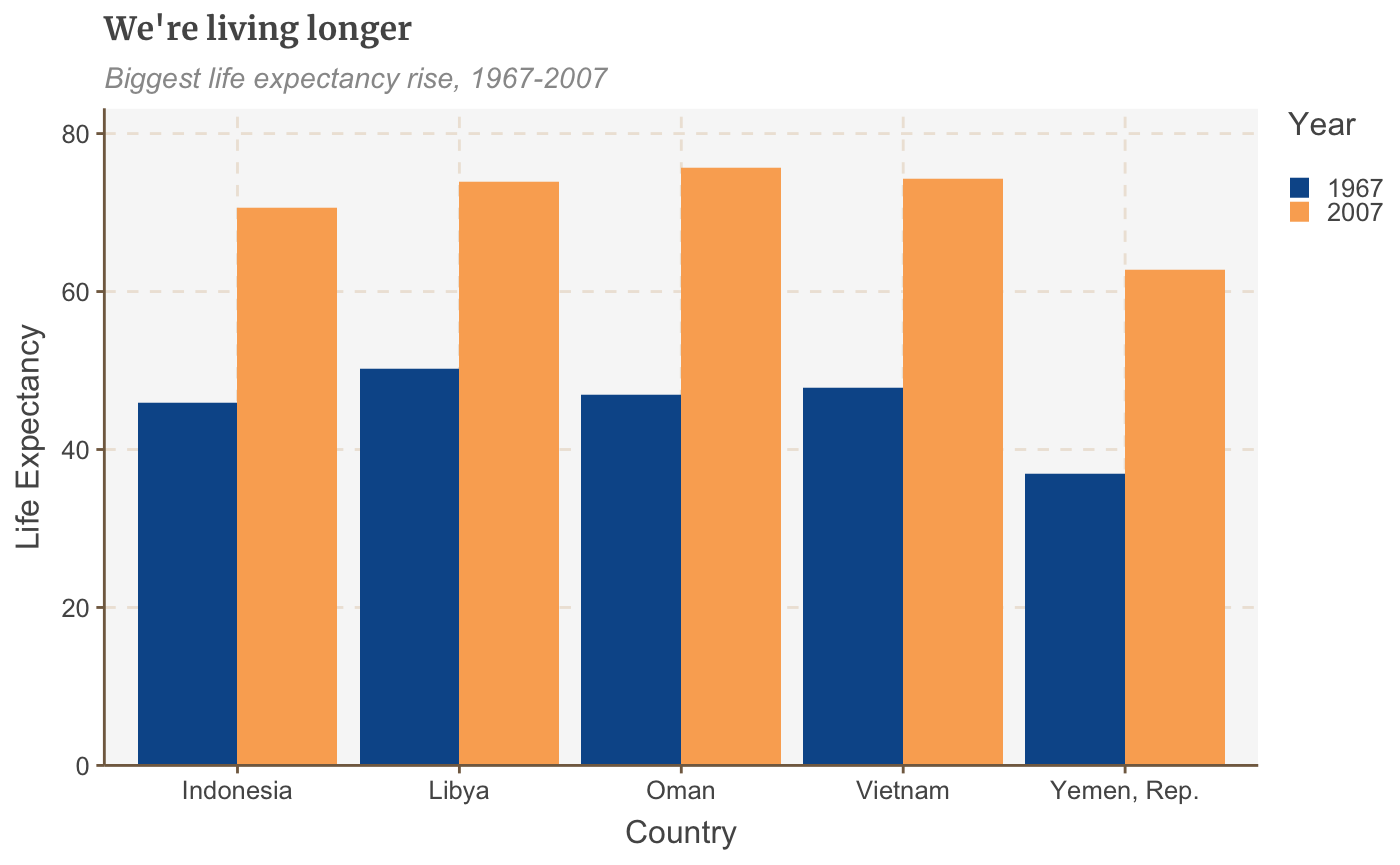 We're living longer
Biggest life expectancy rise, 1967-2007
Year
1967
2007
Life Expectancy
80
60
40
20
0
Indonesia Libya Oman Vietnam Yemen, Rep.
Country